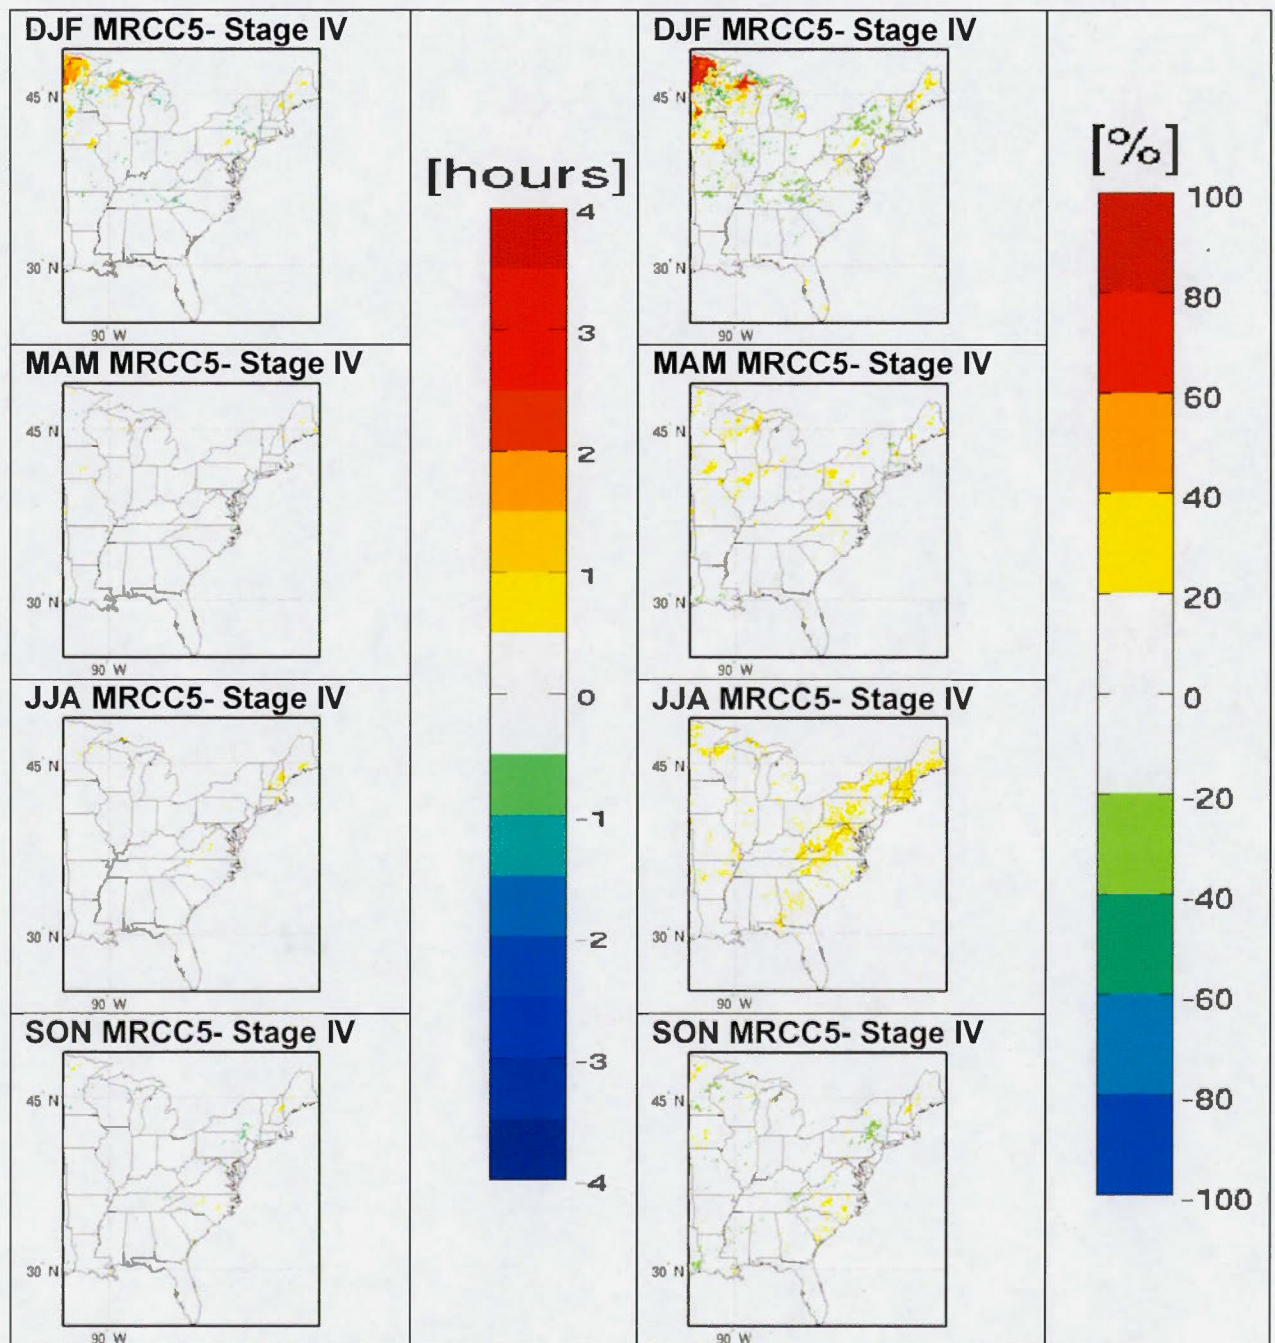 DJF MRCC5- Stage IV
45° N
30° N
90° W
MAM MRCC5- Stage IV
45° N
30° N
90° W
JJA MRCC5- Stage IV
45° N
30° N
90° W
SON MRCC5- Stage IV
45° N
30° N
90° W
[hours]
4
3
2
1
0
-1
-2
-3
-4
DJF MRCC5- Stage IV
45° N
30° N
90° W
MAM MRCC5- Stage IV
45° N
30° N
90° W
JJA MRCC5- Stage IV
45° N
30° N
90° W
SON MRCC5- Stage IV
45° N
30° N
90° W
[%]
100
80
60
40
20
0
-20
-40
-60
-80
-100